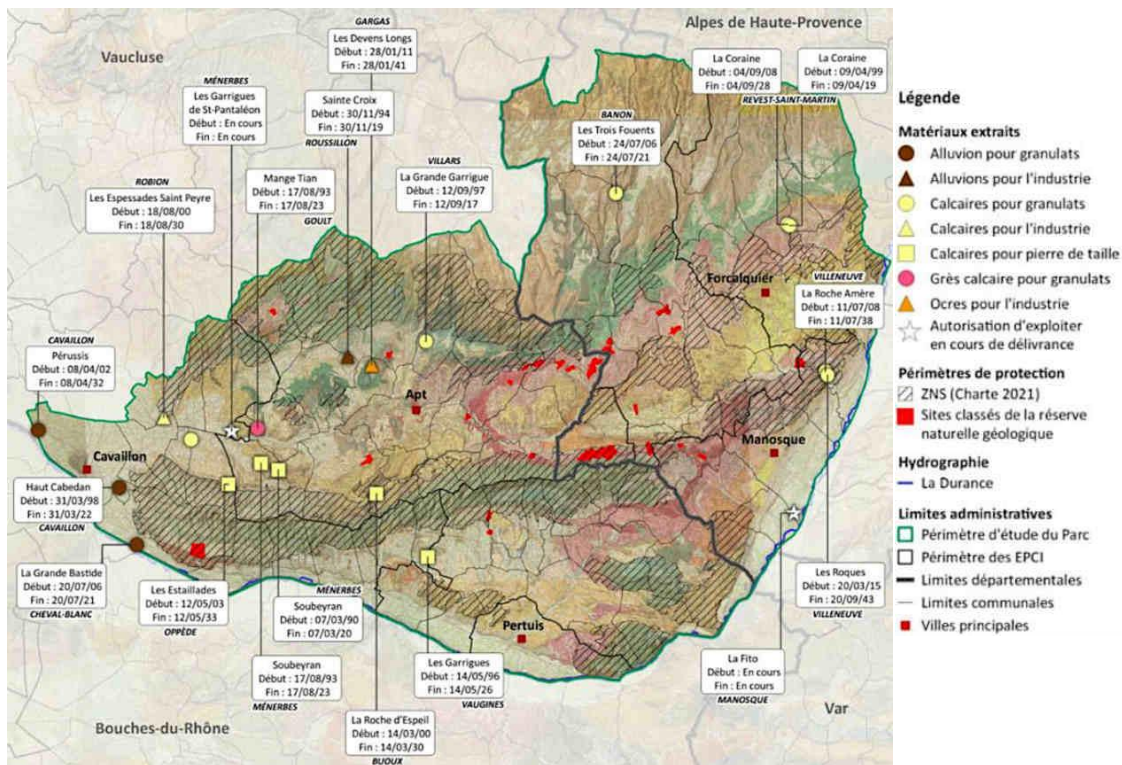 Alpes de Haute-Provence
Vaucluse
GARGAS
Les Devens Longs
Début : 28/01/11
Fin : 28/01/41
La Coraine
Début : 04/09/08
Fin : 04/09/28
La Coraine
Début : 09/04/99
Fin : 09/04/19
REVEST-SAINT-MARTIN
MÉNERBES
Les Garrigues
de St-Pantaléon
Début : En cours
Fin : En cours
Sainte Croix
Début : 30/11/94
Fin : 30/11/19
ROUSSILLON
BANON
Les Trois Fouents
Début : 24/07/06
Fin : 24/07/21
VILLARS
La Grande Garrigue
Début : 12/09/97
Fin : 12/09/17
ROBION
Les Espessades Saint Peyre
Début : 18/08/00
Fin : 18/08/30
Mange Tian
Début : 17/08/93
Fin : 17/08/23
GOULT
Forcalquier
VILLENEUVE
La Roche Amère
Début : 11/07/08
Fin : 11/07/38
CAVAILLON
Pérussis
Début : 08/04/02
Fin : 08/04/32
Apt
Manosque
Cavaillon
Haut Cabedan
Début : 31/03/98
Fin : 31/03/22
CAVAILLON
La Grande Bastide
Début : 20/07/06
Fin : 20/07/21
CHEVAL-BLANC
Les Estaillades
Début : 12/05/03
Fin : 12/05/33
OPPÈDE
MÉNERBES
Soubeyran
Début : 07/03/90
Fin : 07/03/20
Soubeyran
Début : 17/08/93
Fin : 17/08/23
MÉNERBES
La Roche d'Espeil
Début : 14/03/00
Fin : 14/03/30
BUOUX
Les Garrigues
Début : 14/05/96
Fin : 14/05/26
VAUGINES
Pertuis
Les Roques
Début : 20/03/15
Fin : 20/09/43
VILLENEUVE
La Fito
Début : En cours
Fin : En cours
MANOSQUE
Var
Bouches-du-Rhône
Légende
Matériaux extraits
Alluvion pour granulats
Alluvions pour l'industrie
Calcaires pour granulats
Calcaires pour l'industrie
Calcaires pour pierre de taille
Grès calcaire pour granulats
Ocres pour l'industrie
Autorisation d'exploiter
en cours de délivrance
Périmètres de protection
ZNS (Charte 2021)
Sites classés de la réserve
naturelle géologique
Hydrographie
La Durance
Limites administratives
Périmètre d'étude du Parc
Périmètre des EPCI
Limites départementales
Limites communales
Villes principales